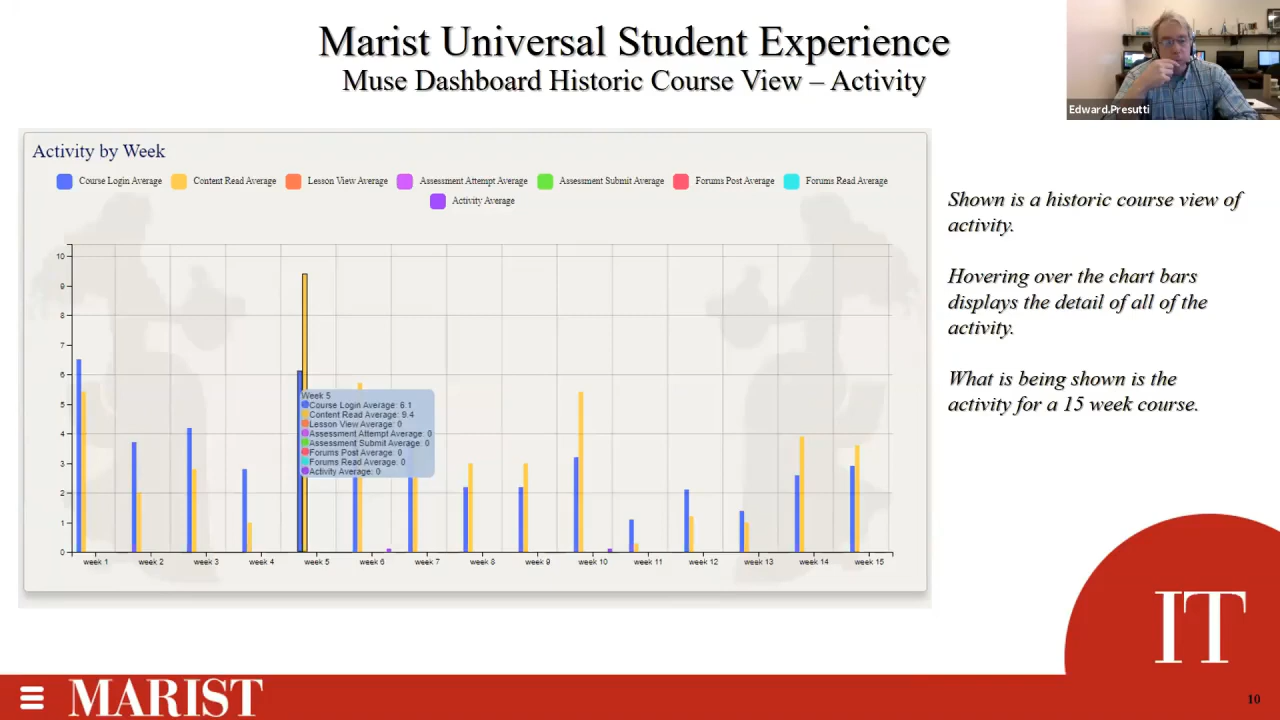 Marist Universal Student Experience
Muse Dashboard Historic Course View – Activity
Edward.Presutti
Activity by Week
Course Login Average
Content Read Average
Lesson View Average
Assessment Attempt Average
Assessment Submit Average
Forums Post Average
Forums Read Average
Activity Average
10
9
8
7
6
5
4
3
2
1
0
Week 5
Course Login Average: 6.1
Content Read Average: 9.4
Lesson View Average: 0
Assessment Attempt Average: 0
Assessment Submit Average: 0
Forums Post Average: 0
Forums Read Average: 0
Activity Average: 0
week 1
week 2
week 3
week 4
week 5
week 6
week 7
week 8
week 9
week 10
week 11
week 12
week 13
week 14
week 15
Shown is a historic course view of
activity.
Hovering over the chart bars
displays the detail of all of the
activity.
What is being shown is the
activity for a 15 week course.
IT
MARIST
10